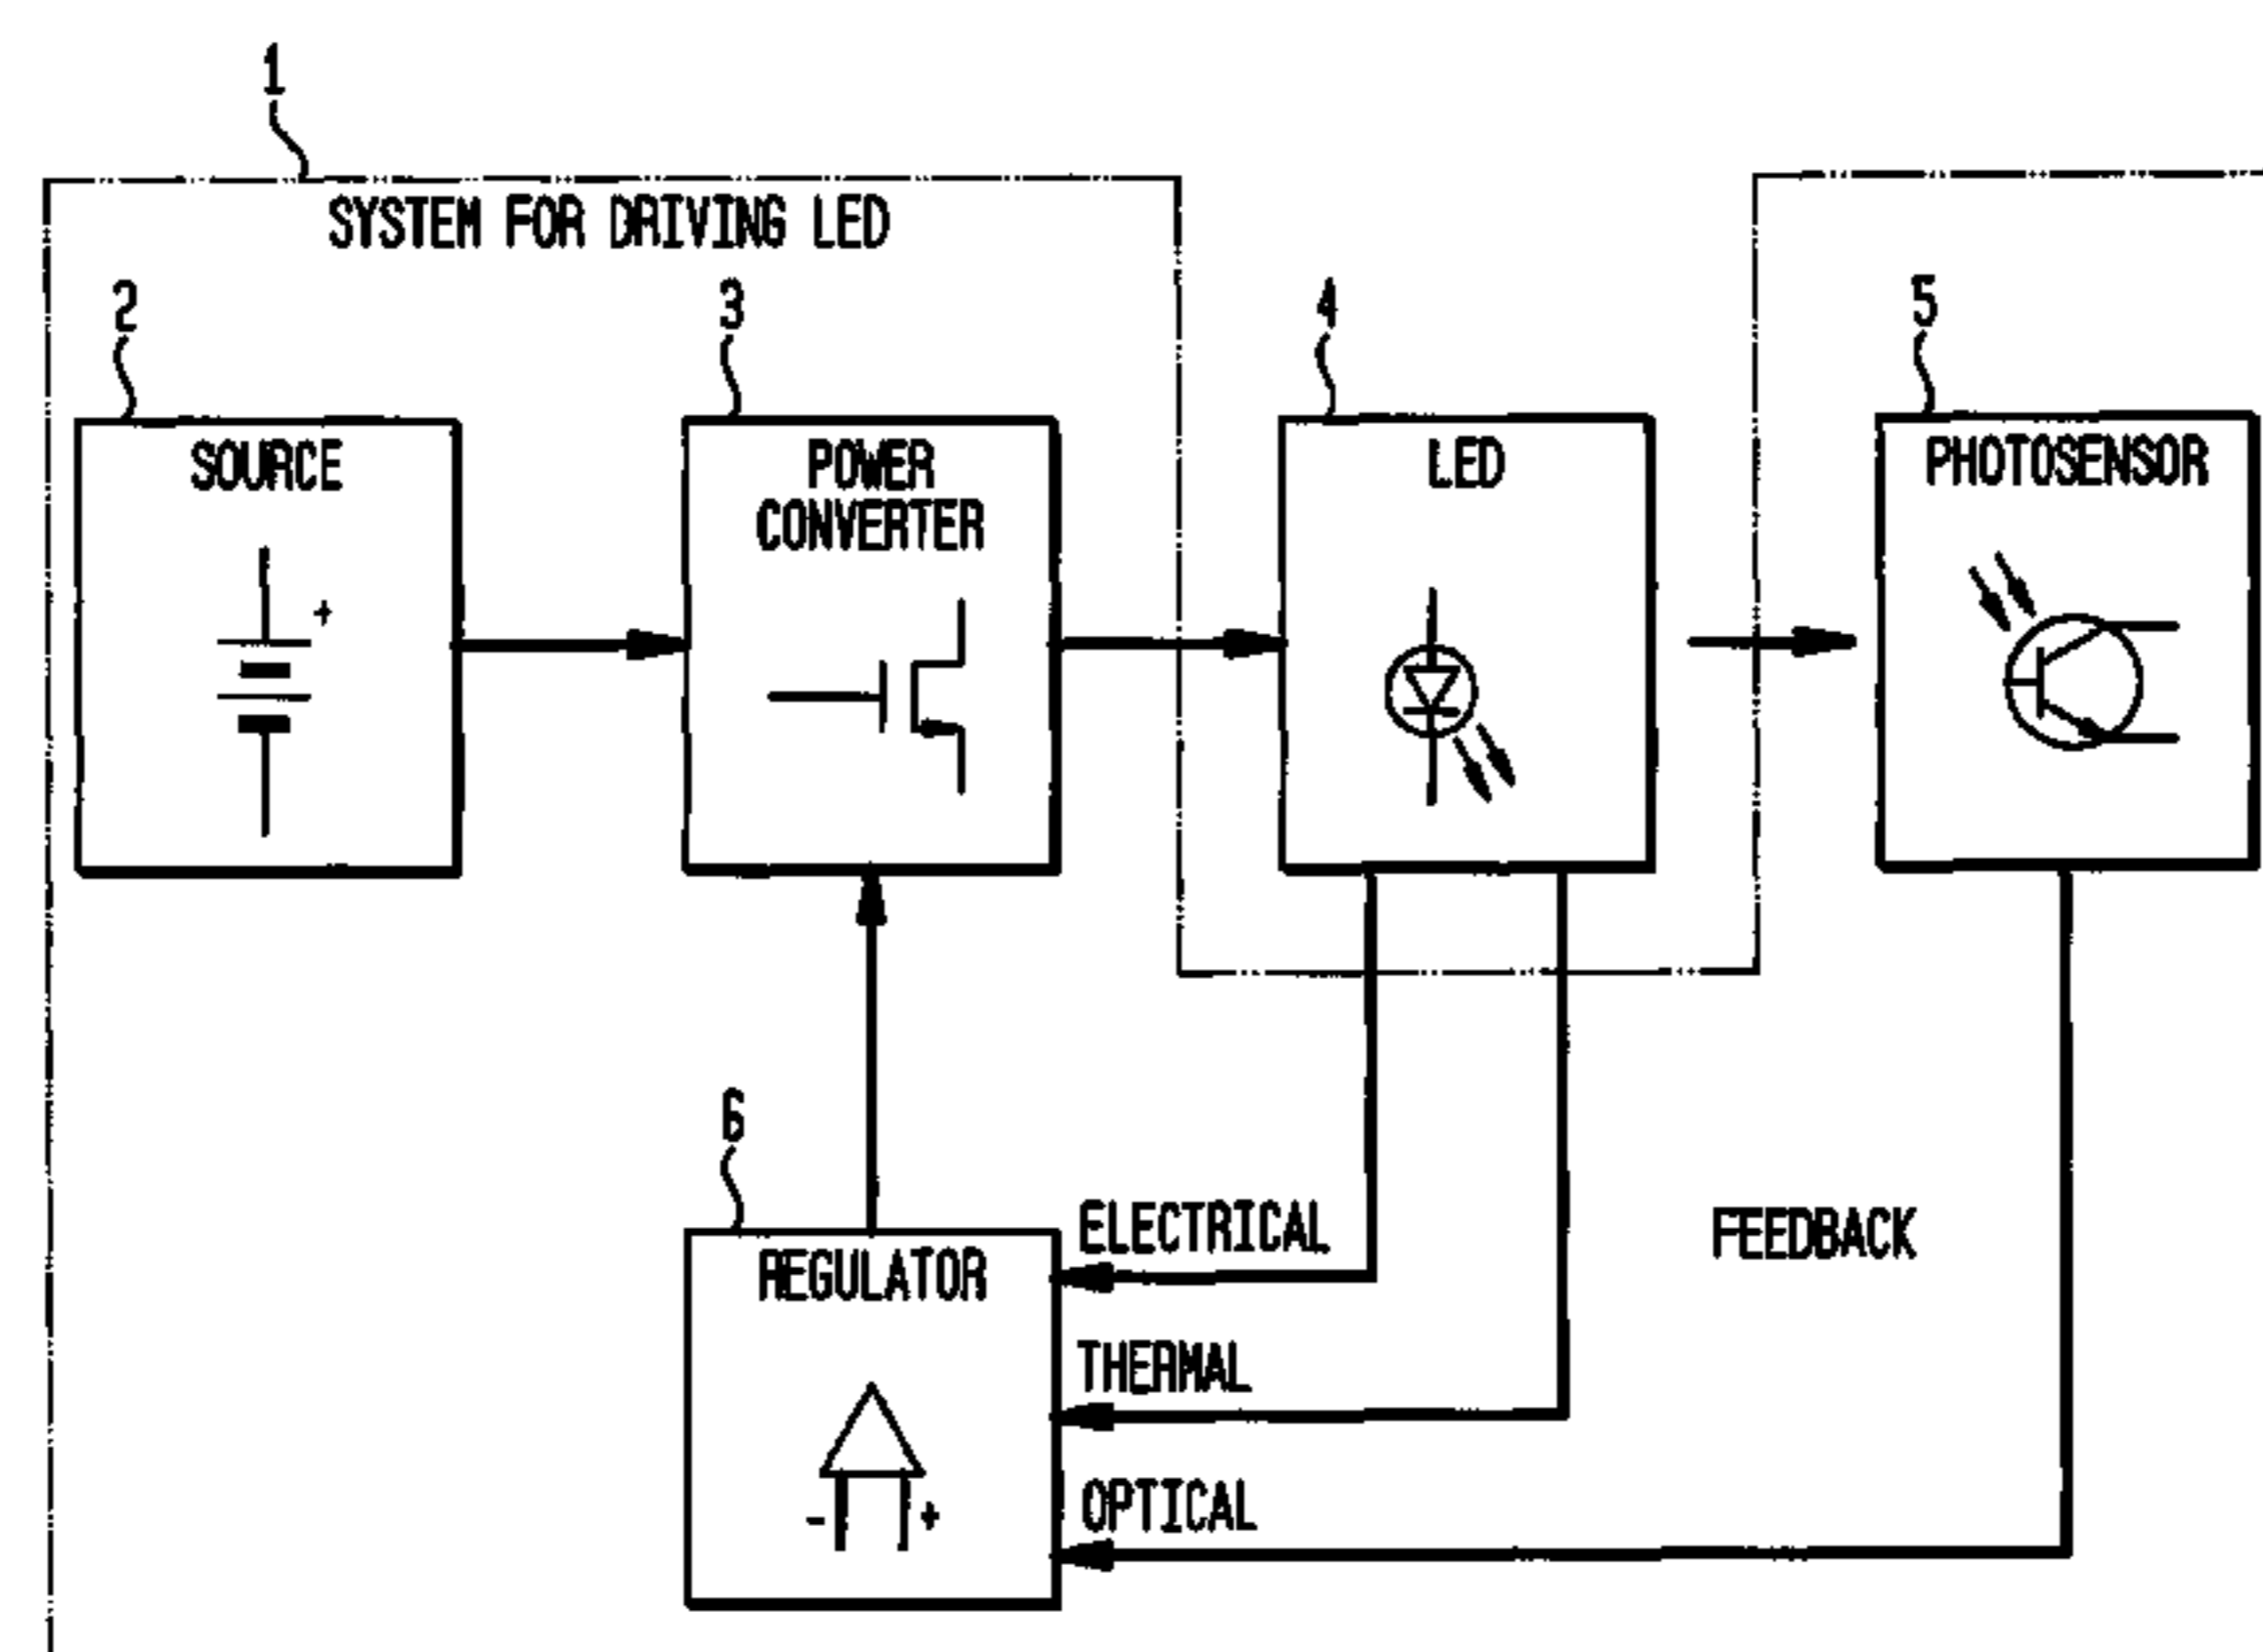 1
SYSTEM FOR DRIVING LED
2
3
4
5
SOURCE
POWER
CONVERTER
LED
PHOTOSENSOR
+
6
REGULATOR
ELECTRICAL
FEEDBACK
THERMAL
OPTICAL
- +